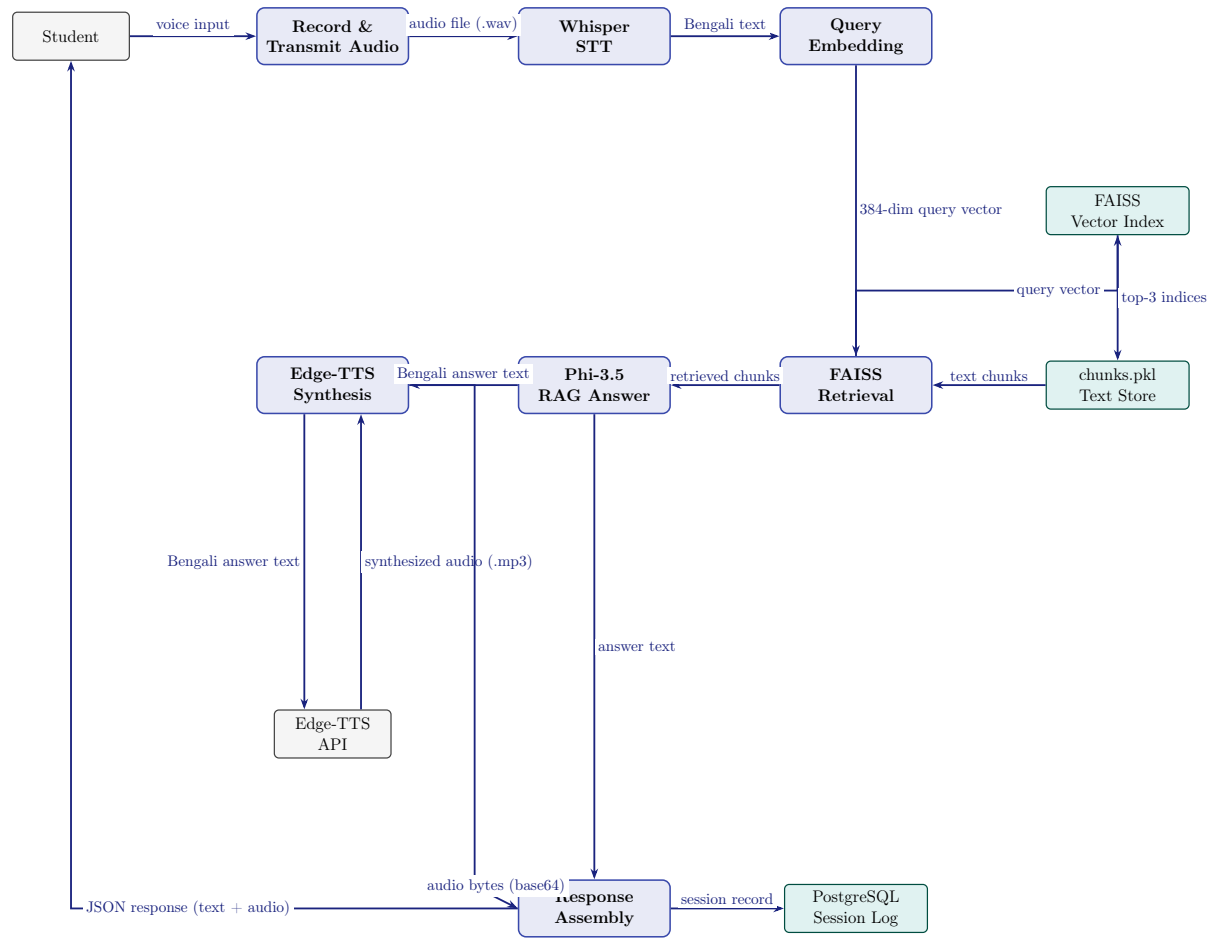 Student
voice input
Record &
Transmit Audio
audio file (.wav)
Whisper
STT
Bengali text
Query
Embedding
384-dim query vector
FAISS
Vector Index
query vector
top-3 indices
Edge-TTS
Synthesis
Bengali answer text
Phi-3.5
RAG Answer
retrieved chunks
FAISS
Retrieval
text chunks
chunks.pkl
Text Store
Bengali answer text
synthesized audio (.mp3)
answer text
Edge-TTS
API
JSON response (text + audio)
audio bytes (base64)
Response
Assembly
session record
PostgreSQL
Session Log